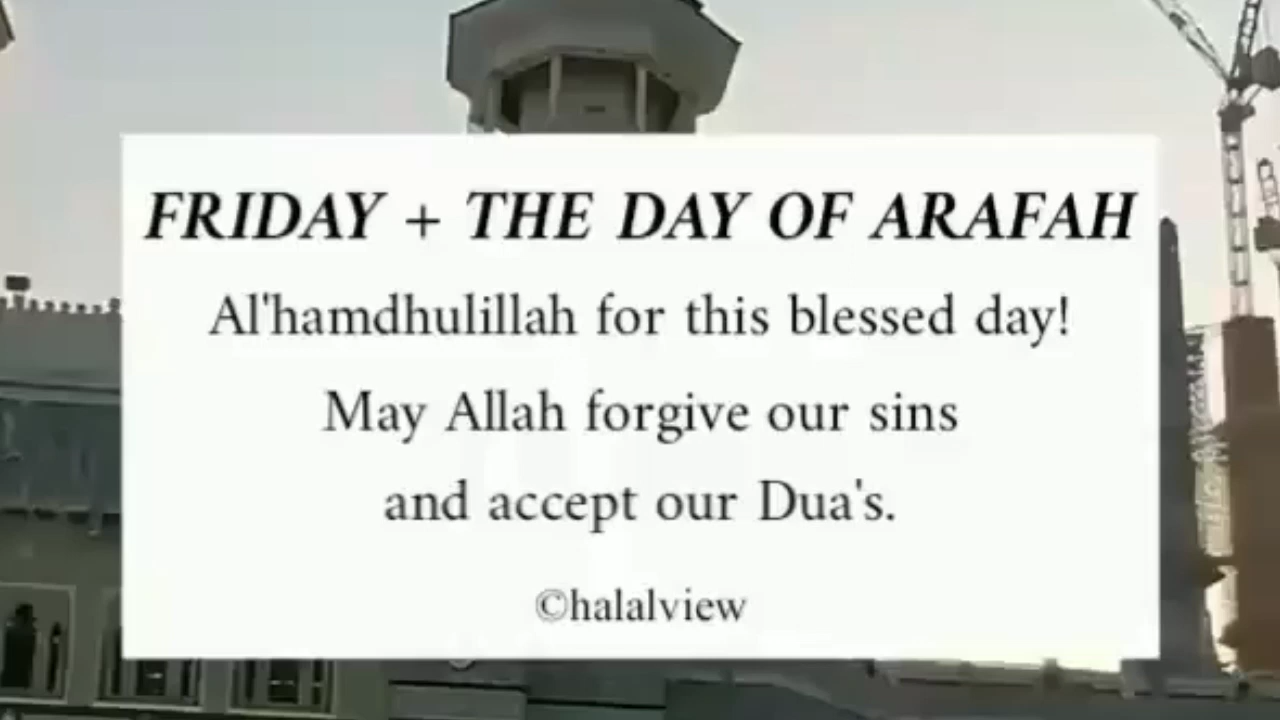 FRIDAY + THE DAY OF ARAFAH
Al'hamdhulillah for this blessed day!
May Allah forgive our sins
and accept our Dua's.
©halalview